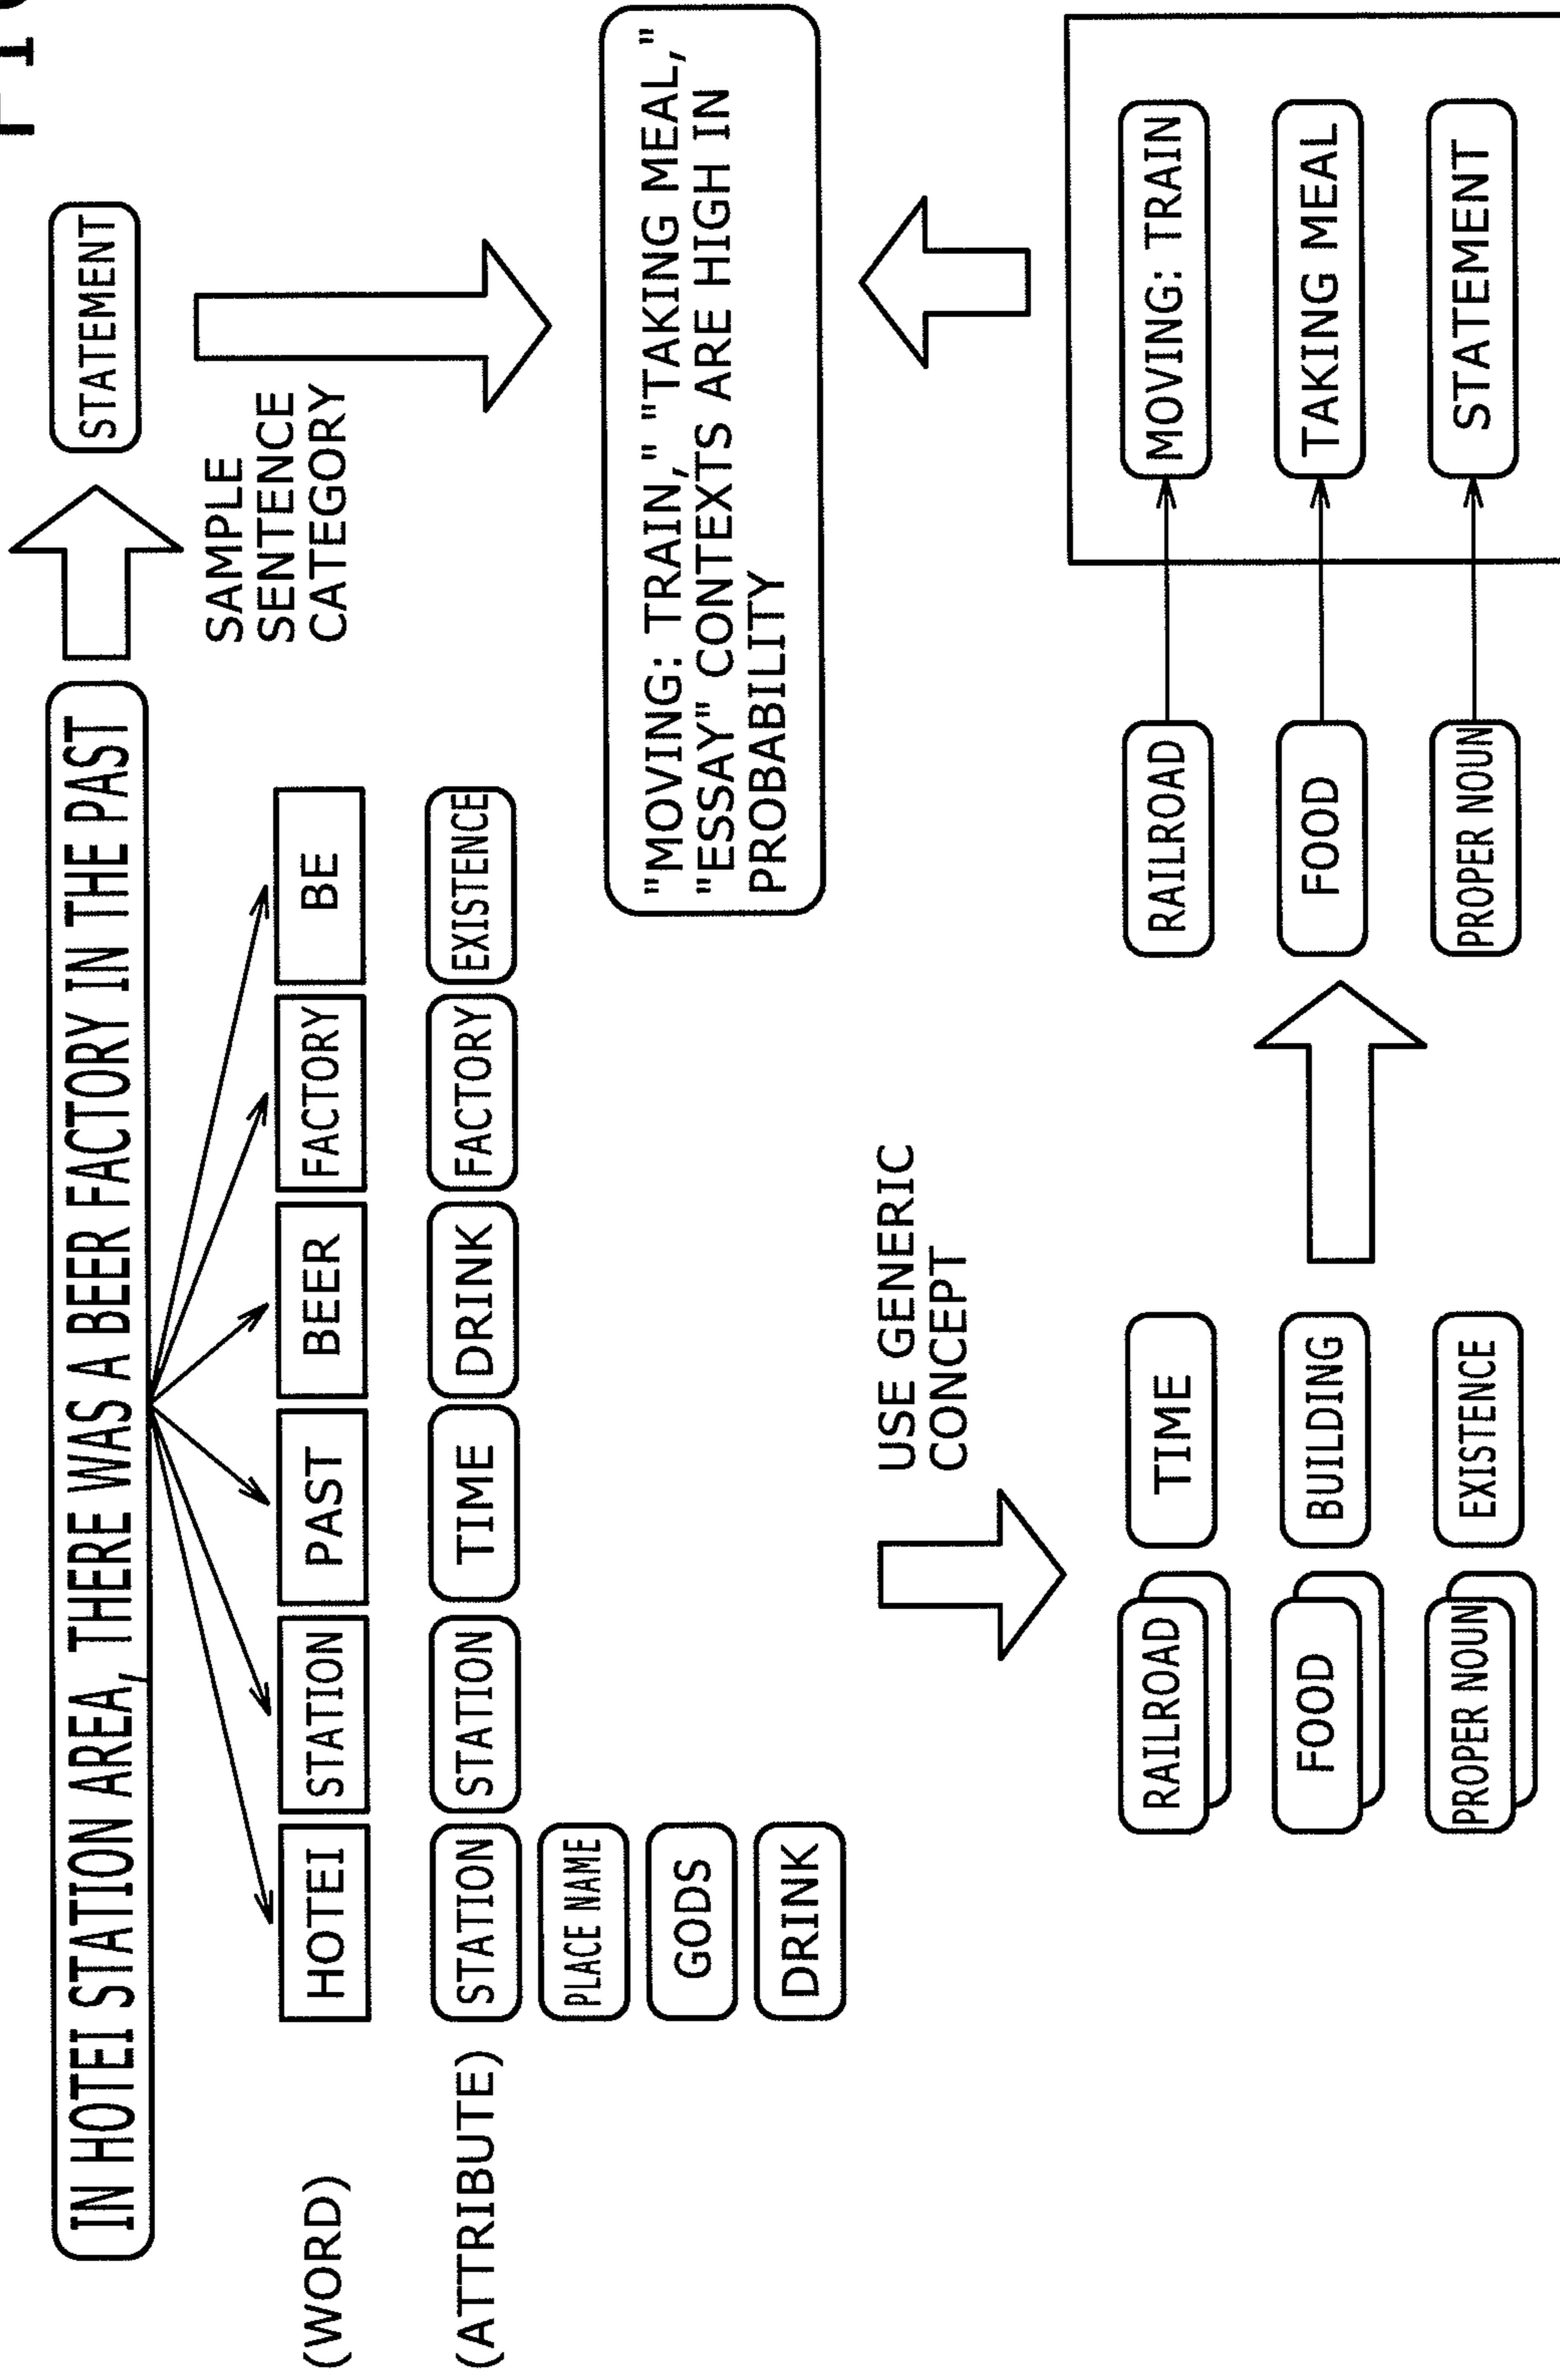 IN HOTEI STATION AREA, THERE WAS A BEER FACTORY IN THE PAST
STATEMENT
SAMPLE
SENTENCE
CATEGORY
(WORD)
HOTEI
STATION
PAST
BEER
FACTORY
BE
(ATTRIBUTE)
STATION
STATION
TIME
DRINK
FACTORY
EXISTENCE
PLACE NAME
GODS
DRINK
"MOVING: TRAIN," "TAKING MEAL,"
"ESSAY" CONTEXTS ARE HIGH IN
PROBABILITY
USE GENERIC
CONCEPT
RAILROAD
TIME
RAILROAD
MOVING: TRAIN
FOOD
BUILDING
FOOD
TAKING MEAL
PROPER NOUN
EXISTENCE
PROPER NOUN
STATEMENT